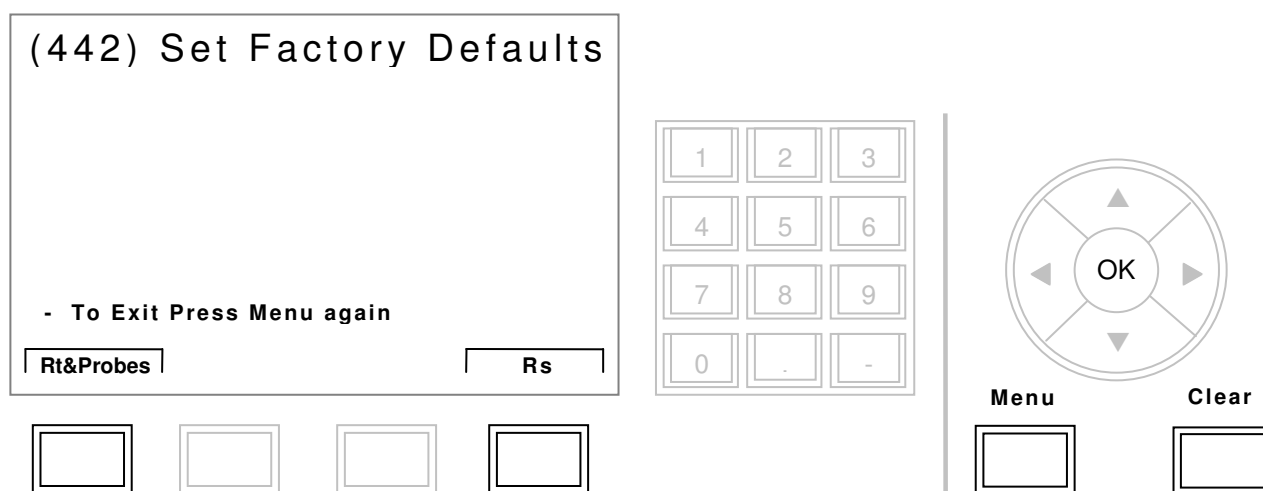 (442) Set Factory Defaults
- To Exit Press Menu again
Rt&Probes Rs
1 2 3
4 5 6
7 8 9
0 . -
OK
Menu Clear